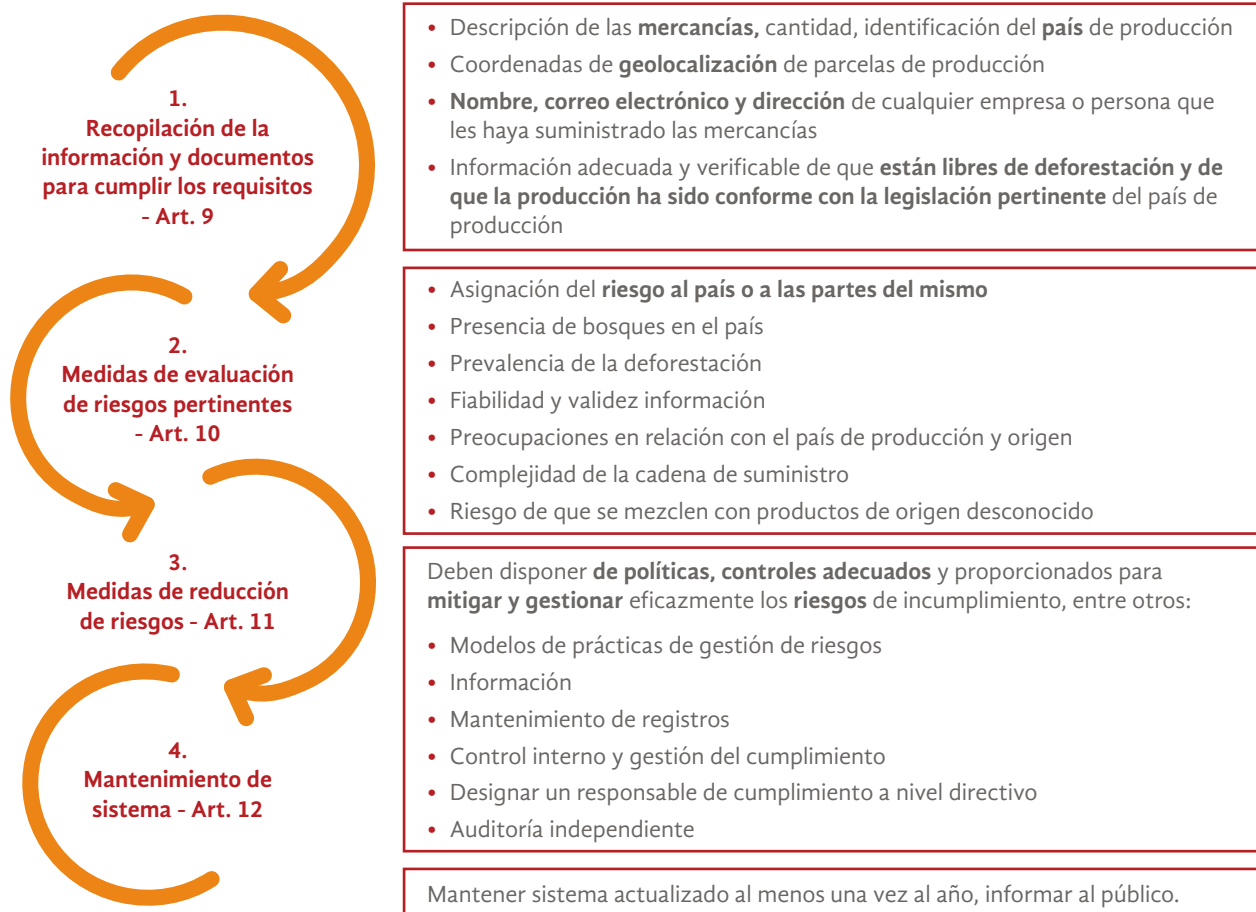 1.
Recopilación de la
información y documentos
para cumplir los requisitos
- Art. 9
• Descripción de las mercancías, cantidad, identificación del país de producción
• Coordenadas de geolocalización de parcelas de producción
• Nombre, correo electrónico y dirección de cualquier empresa o persona que
les haya suministrado las mercancías
• Información adecuada y verificable de que están libres de deforestación y de
que la producción ha sido conforme con la legislación pertinente del país de
producción
2.
Medidas de evaluación
de riesgos pertinentes
- Art. 10
• Asignación del riesgo al país o a las partes del mismo
• Presencia de bosques en el país
• Prevalencia de la deforestación
• Fiabilidad y validez información
• Preocupaciones en relación con el país de producción y origen
• Complejidad de la cadena de suministro
• Riesgo de que se mezclen con productos de origen desconocido
3.
Medidas de reducción
de riesgos - Art. 11
Deben disponer de políticas, controles adecuados y proporcionados para
mitigar y gestionar eficazmente los riesgos de incumplimiento, entre otros:
• Modelos de prácticas de gestión de riesgos
• Información
• Mantenimiento de registros
• Control interno y gestión del cumplimiento
• Designar un responsable de cumplimiento a nivel directivo
• Auditoría independiente
4.
Mantenimiento de
sistema - Art. 12
Mantener sistema actualizado al menos una vez al año, informar al público.